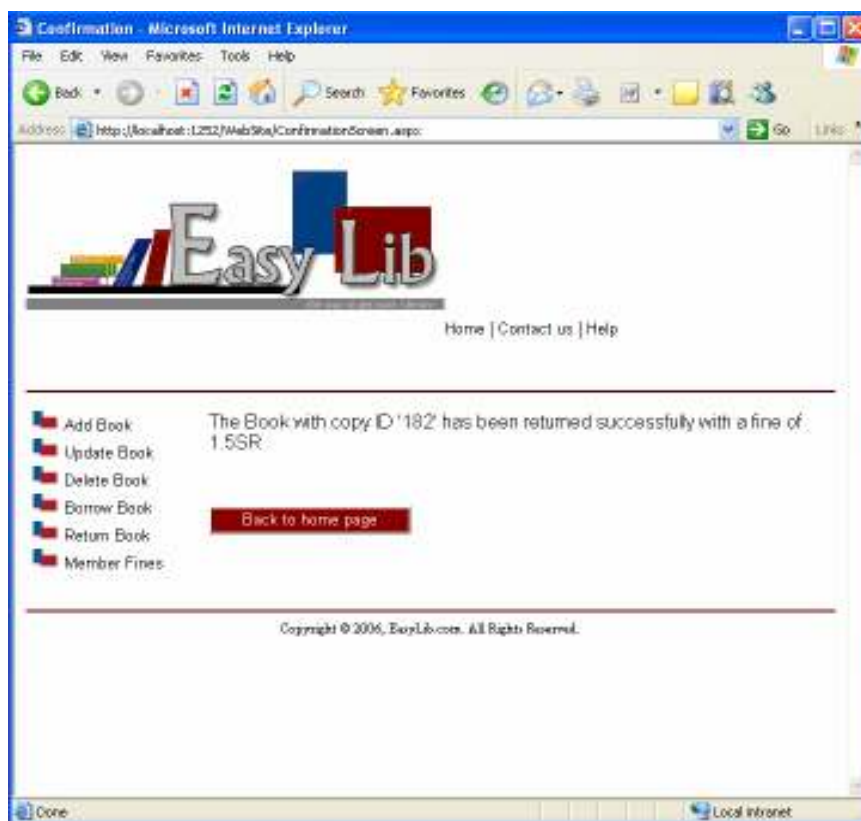 Confirmation - Microsoft Internet Explorer
File Edit View Favorites Tools Help
Back Search Favorites
Address http://localhost:1252/WebSite/ConfirmationScreen.aspx Go Links
Easy Lib
Home | Contact us | Help
Add Book
Update Book
Delete Book
Borrow Book
Return Book
Member Fines
The Book with copy ID '182' has been returned successfully with a fine of
1.5SR
Back to home page
Copyright © 2006, EasyLib.com. All Rights Reserved.
Done Local intranet